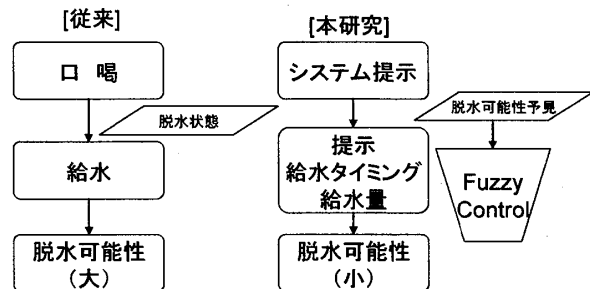 [従来]
口 喝
脱水状態
給水
脱水可能性
(大)
[本研究]
システム提示
脱水可能性予見
提示
給水タイミング
給水量
Fuzzy
Control
脱水可能性
(小)